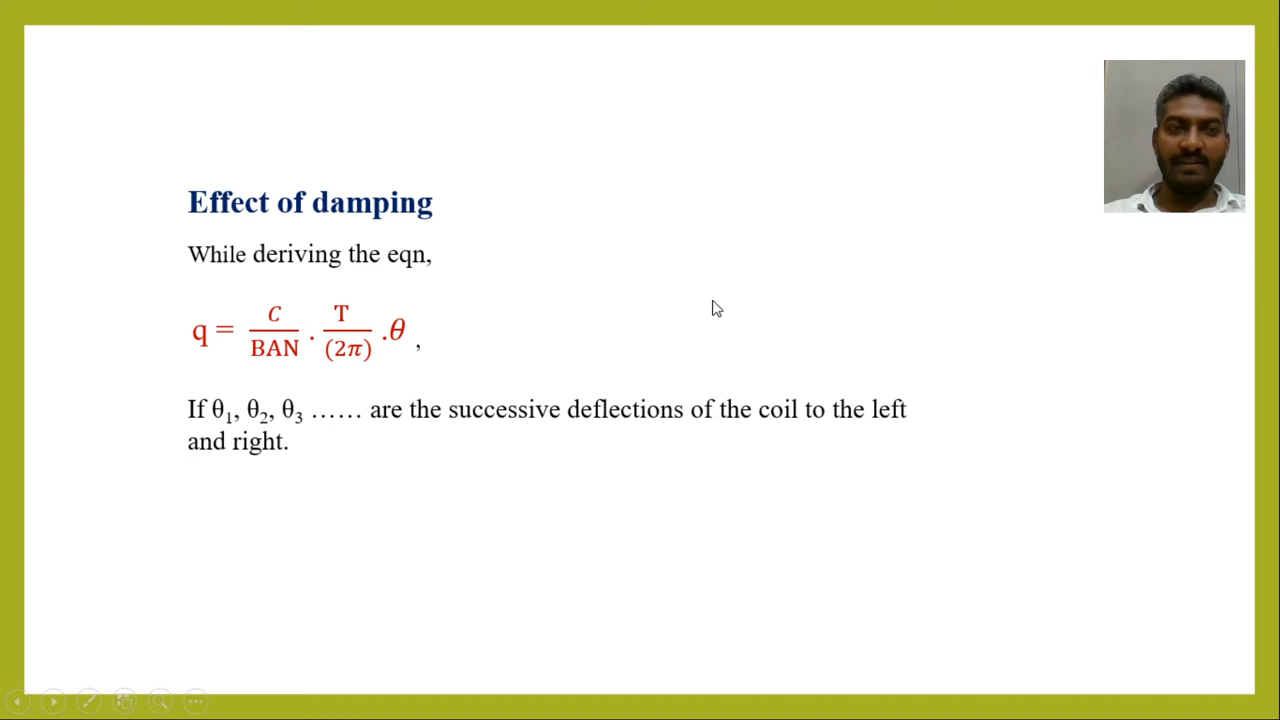 Effect of damping
While deriving the eqn,
q = C/BAN . T/(2π) .θ ,
If θ₁, θ₂, θ₃ …… are the successive deflections of the coil to the left
and right.